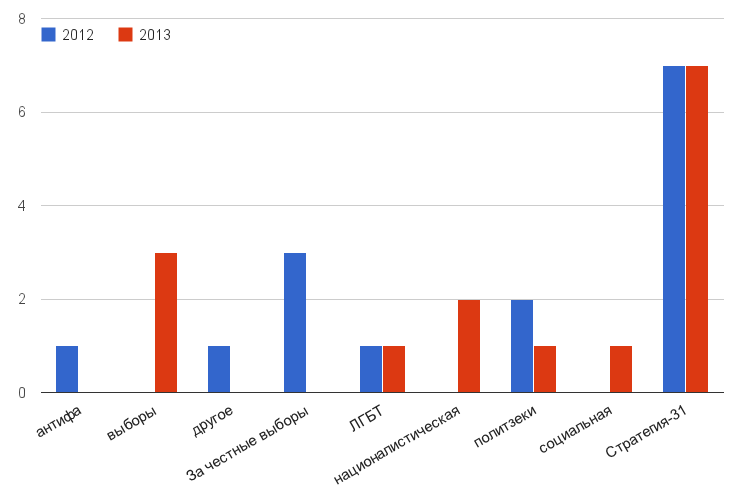 8
2012
2013
6
4
2
0
антифа
выборы
другое
За честные выборы
ЛГБТ
националистическая
политзеки
социальная
Стратегия-31